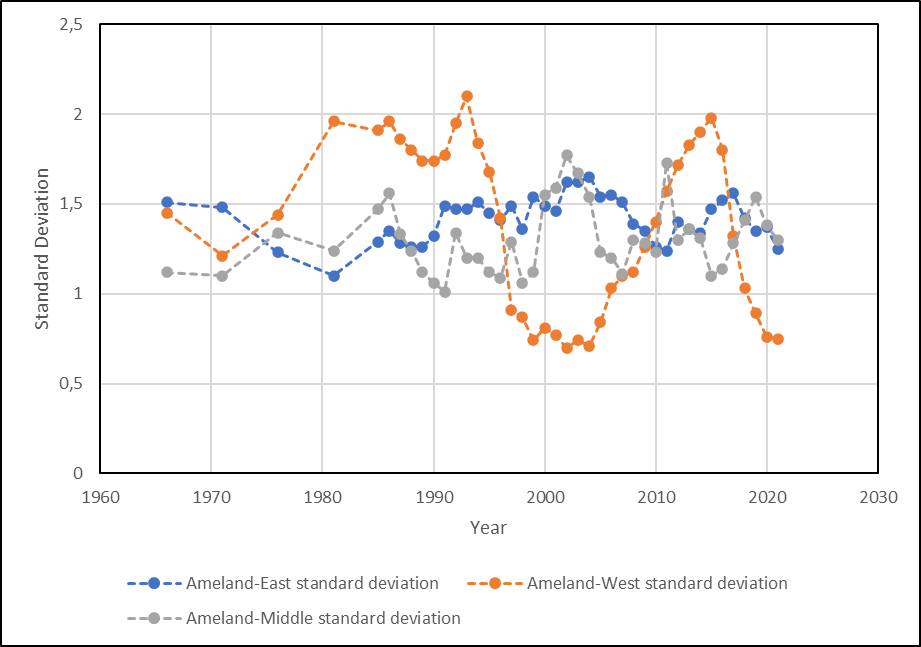 2,5
2
1,5
1
0,5
0
Standard Deviation
1960 1970 1980 1990 2000 2010 2020 2030
Year
Ameland-East standard deviation Ameland-West standard deviation
Ameland-Middle standard deviation